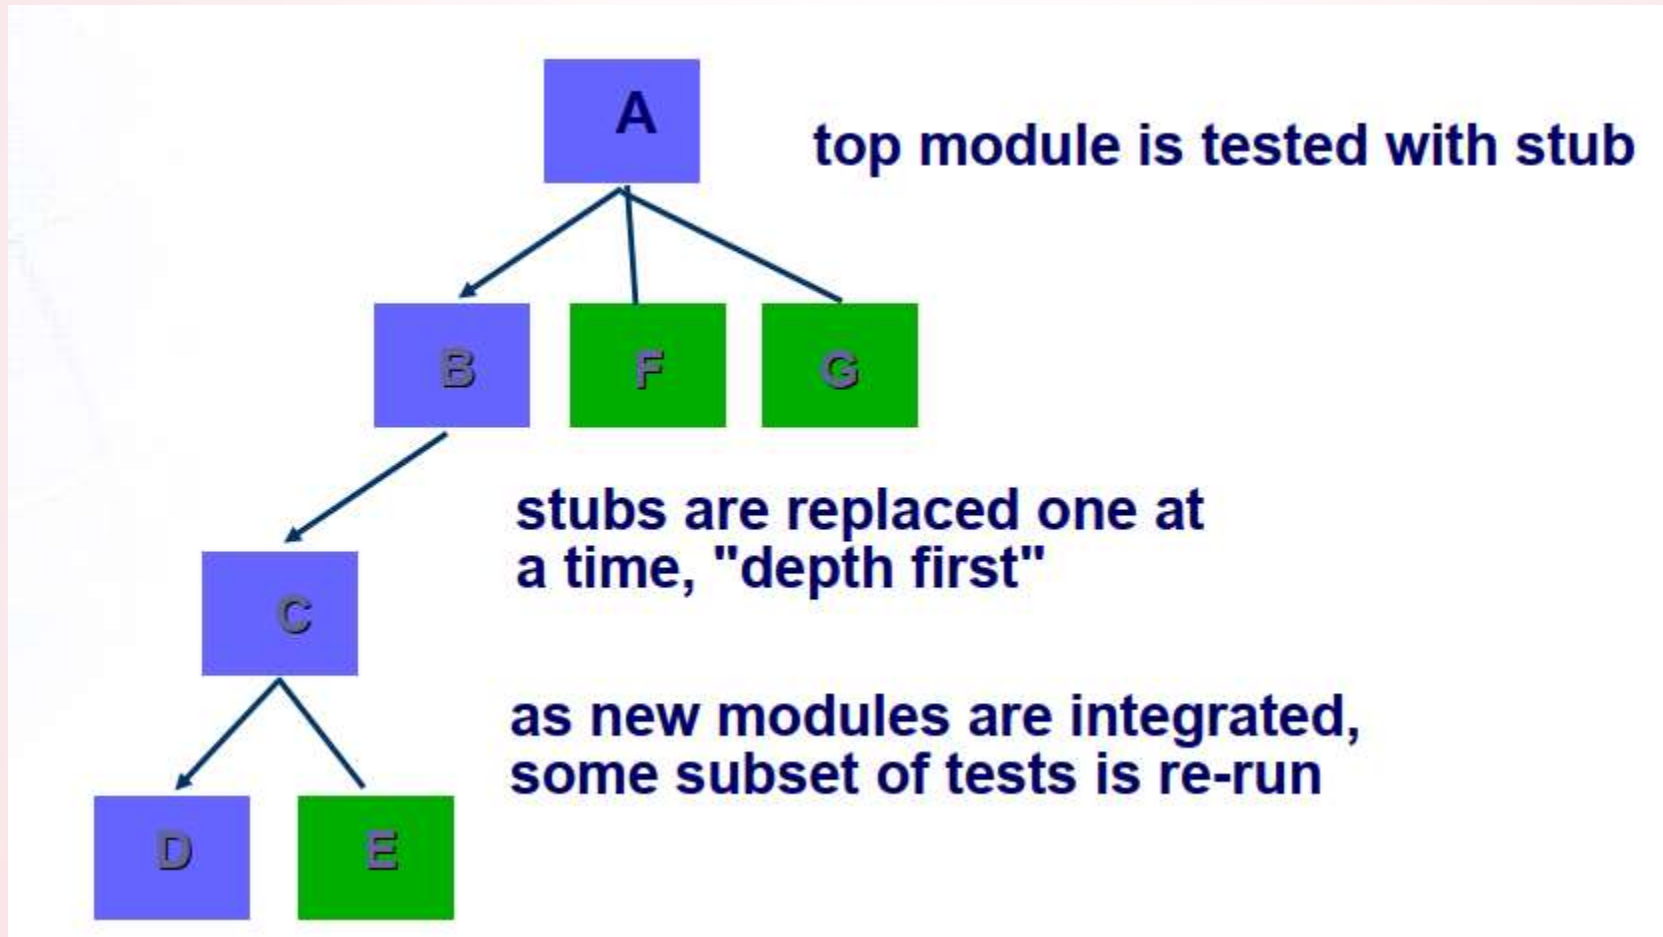 A
top module is tested with stub
B
F
G
stubs are replaced one at
a time, "depth first"
C
as new modules are integrated,
some subset of tests is re-run
D
E